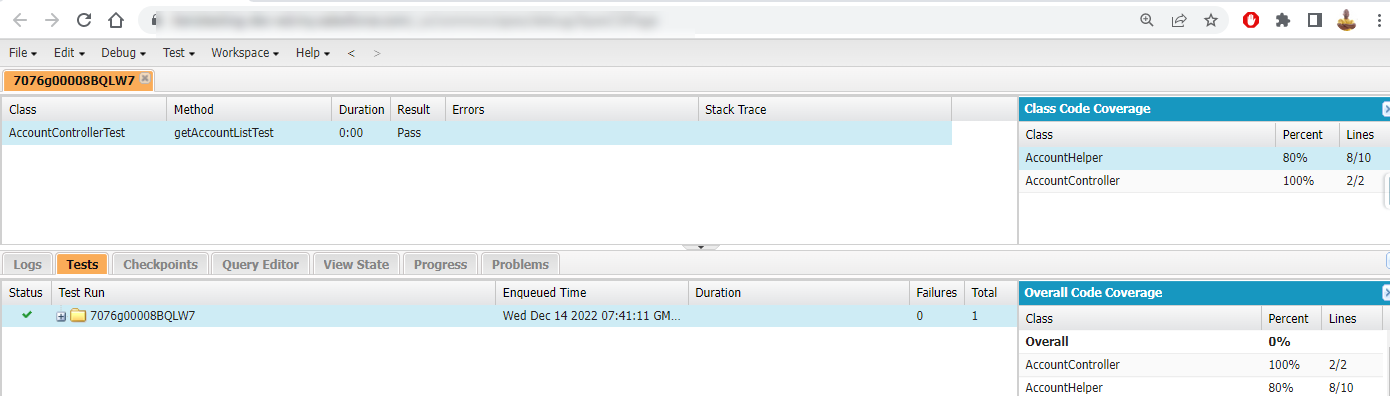 File Edit Debug Test Workspace Help < >
7076g00008BQLW7
Class Method Duration Result Errors Stack Trace
AccountControllerTest getAccountListTest 0:00 Pass
Class Code Coverage
Class Percent Lines
AccountHelper 80% 8/10
AccountController 100% 2/2
Logs Tests Checkpoints Query Editor View State Progress Problems
Status Test Run Enqueued Time Duration Failures Total
7076g00008BQLW7 Wed Dec 14 2022 07:41:11 GM... 0 1
Overall Code Coverage
Class Percent Lines
Overall 0%
AccountController 100% 2/2
AccountHelper 80% 8/10